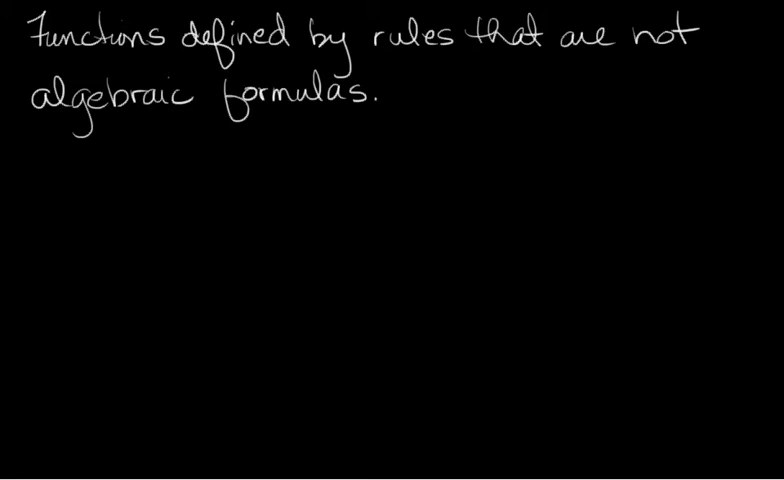 Functions defined by rules that are not
algebraic formulas.